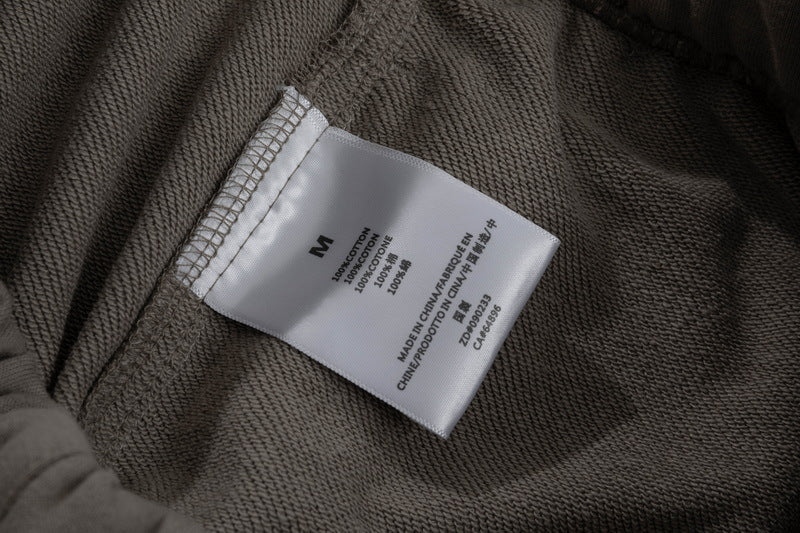 M
100%COTTON
100%COTON
100%COTONE
100%棉
100%綿
MADE IN CHINA/FABRIQUÉ EN
CHINE/PRODOTTO IN CINA/中国制造/中
国製
ZD#090233
CA#64896